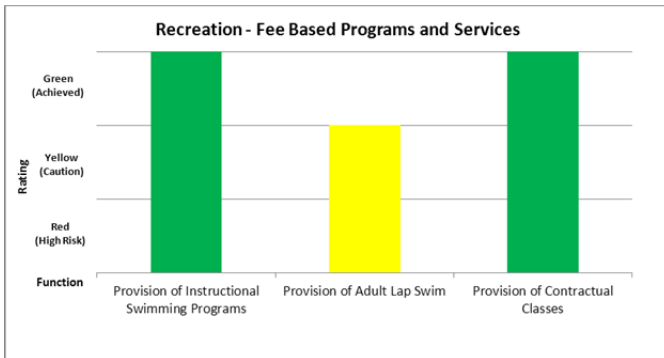 Recreation - Fee Based Programs and Services
Green
(Achieved)
Yellow
(Caution)
Red
(High Risk)
Rating
Function
Provision of Instructional
Swimming Programs
Provision of Adult Lap Swim
Provision of Contractual
Classes